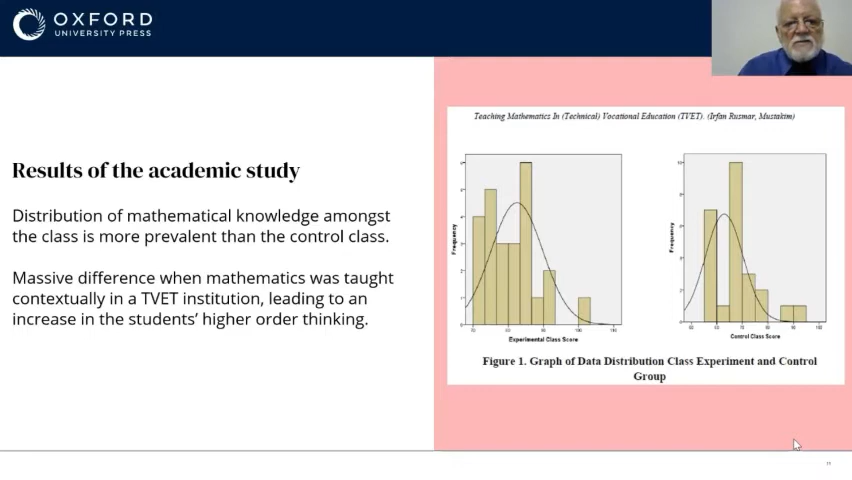 OXFORD
UNIVERSITY PRESS
Results of the academic study
Distribution of mathematical knowledge amongst
the class is more prevalent than the control class.
Massive difference when mathematics was taught
contextually in a TVET institution, leading to an
increase in the students' higher order thinking.
Teaching Mathematics In (Technical) Vocational Education (TVET). (Irfan Rusmar, Mustakim)
Frequency
Experimental Class Score
Frequency
Control Class Score
Figure 1. Graph of Data Distribution Class Experiment and Control
Group